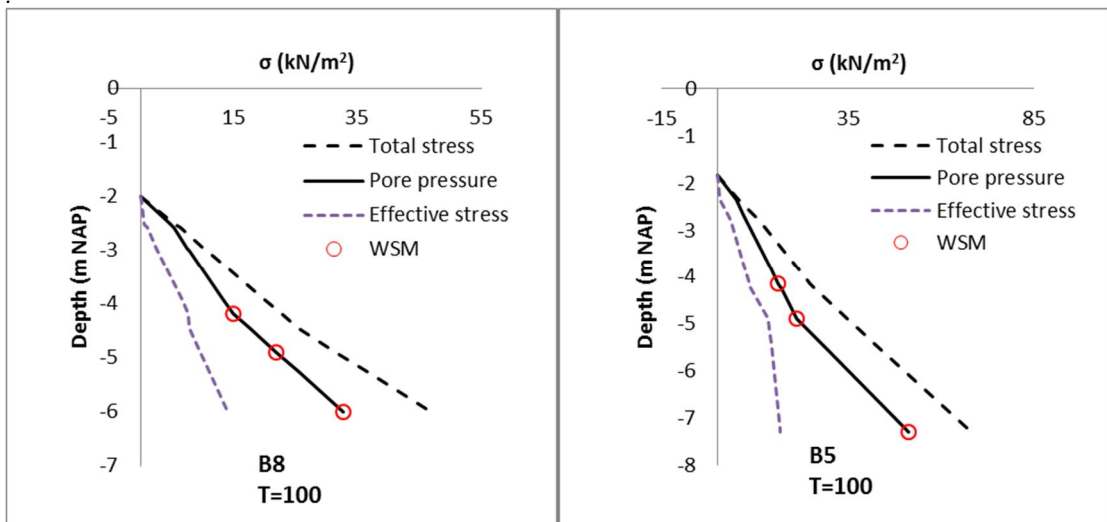 σ (kN/m²)
0
-5 15 35 55
-1
-2
-3
-4
-5
-6
-7
Depth (m NAP)
Total stress
Pore pressure
Effective stress
WSM
B8
T=100
σ (kN/m²)
0
-15 35 85
-1
-2
-3
-4
-5
-6
-7
-8
Depth (m NAP)
Total stress
Pore pressure
Effective stress
WSM
B5
T=100